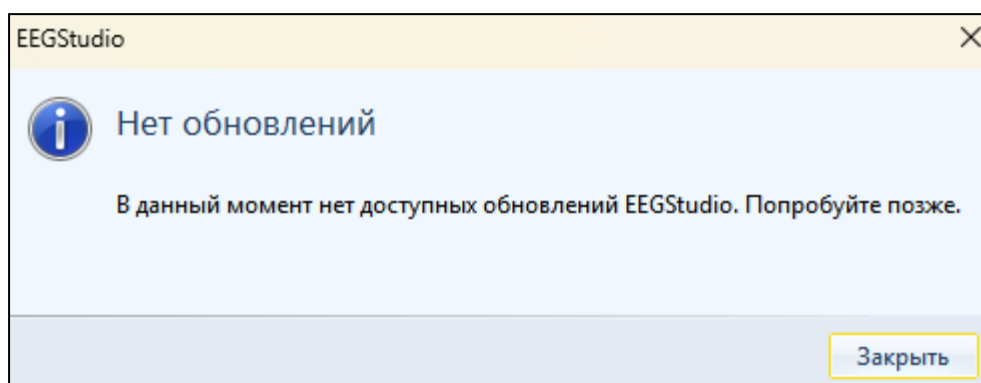 EEGStudio
Нет обновлений
В данный момент нет доступных обновлений EEGStudio. Попробуйте позже.
Закрыть